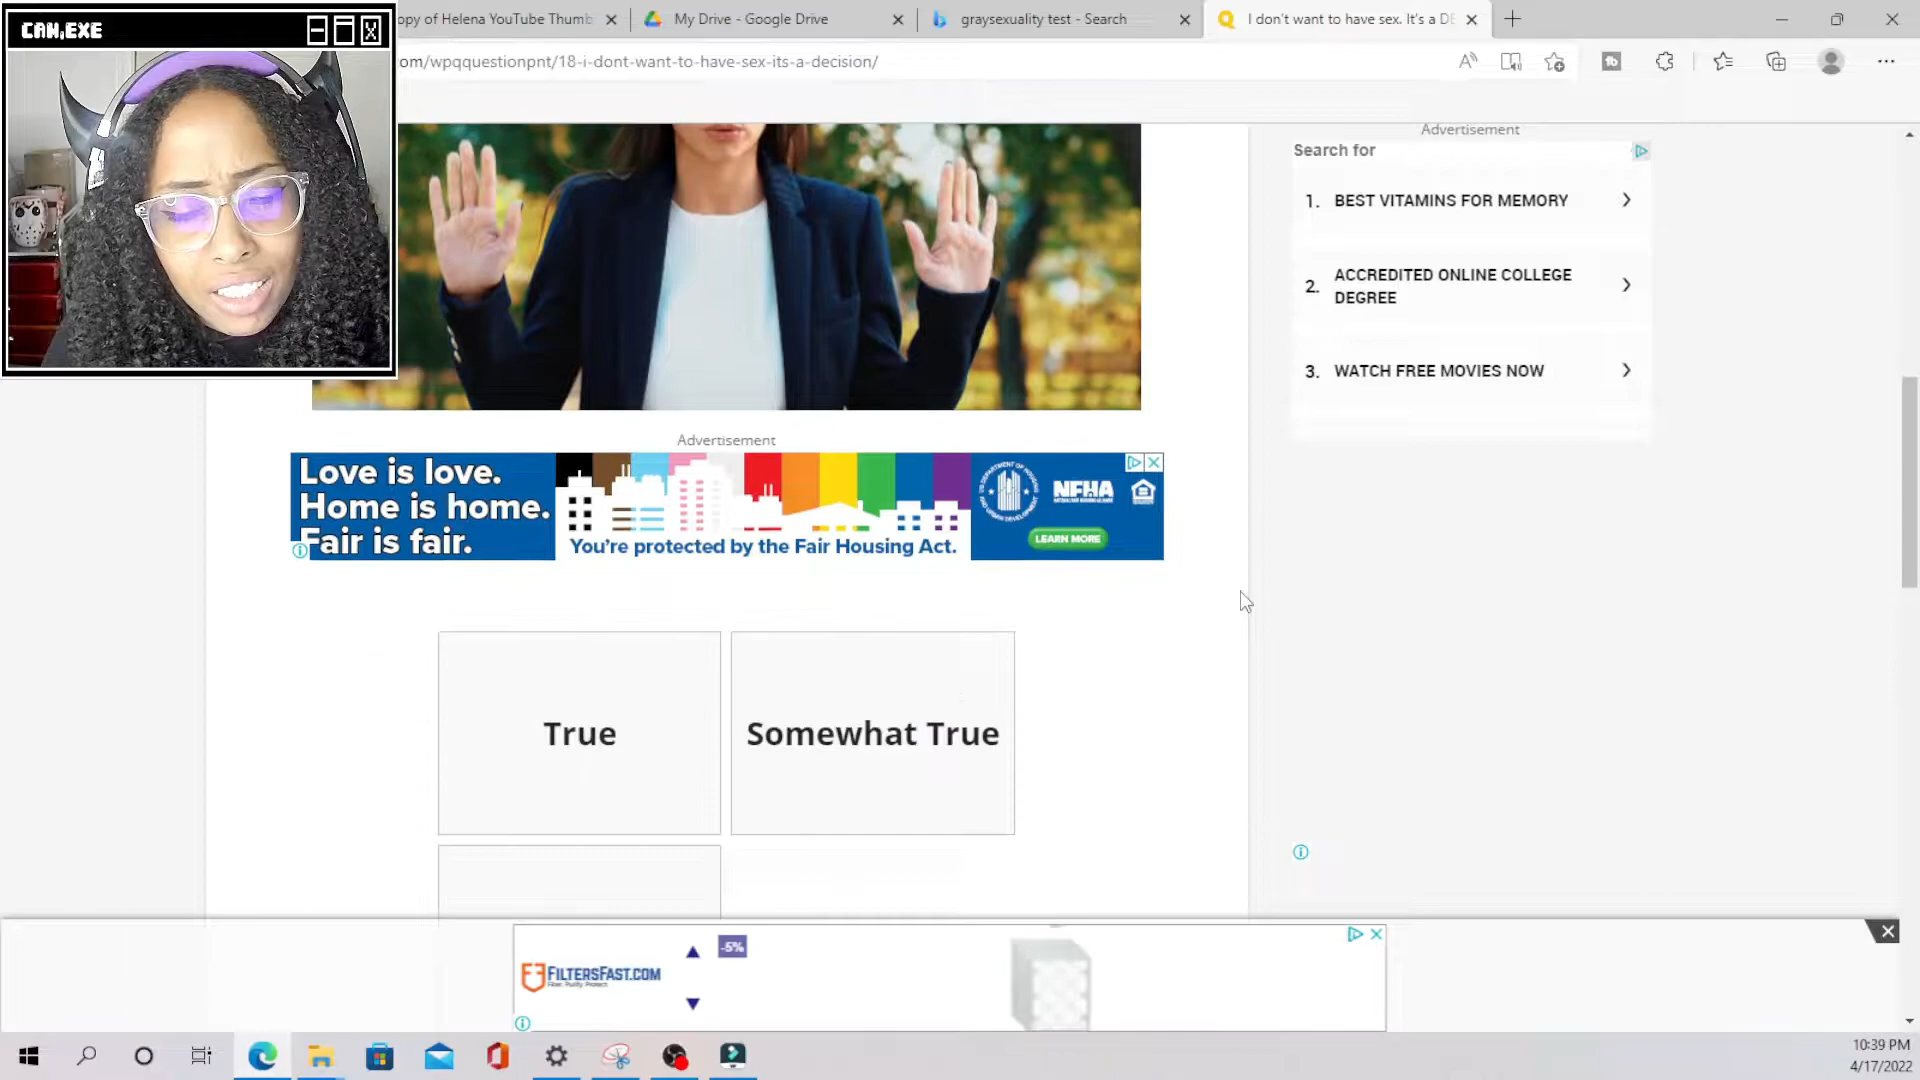 CAM.EXE
opy of Helena YouTube Thumb
My Drive - Google Drive
graysexuality test - Search
I don't want to have sex. It's a DE
com/wpqquestionpnt/18-i-dont-want-to-have-sex-its-a-decision/
Advertisement
Search for
1. BEST VITAMINS FOR MEMORY
2. ACCREDITED ONLINE COLLEGE
DEGREE
3. WATCH FREE MOVIES NOW
Advertisement
Love is love.
Home is home.
Fair is fair.
You're protected by the Fair Housing Act.
NFHA
LEARN MORE
True
Somewhat True
-5%
FILTERSFAST.COM
10:39 PM
4/17/2022